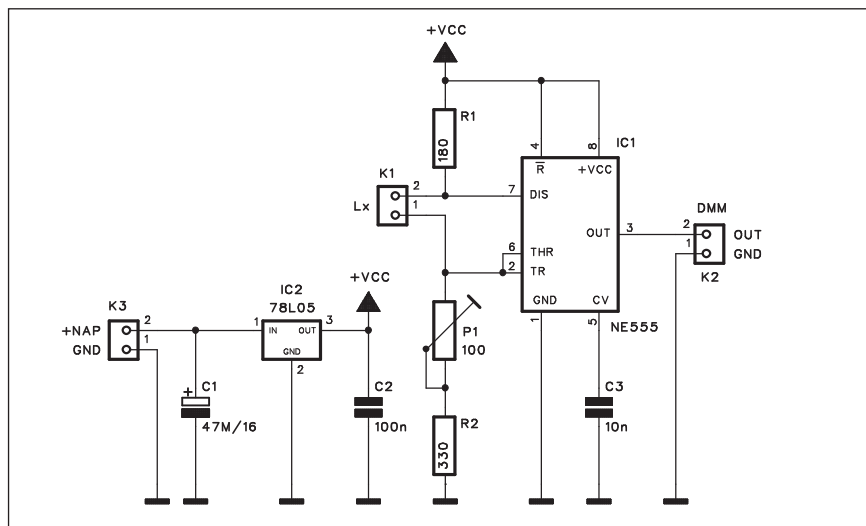 +VCC
R1
180
4
8
IC1
R
+VCC
K1
2
1
Lx
7
DIS
DMM
OUT
3
2
1
OUT
GND
K2
6
THR
2
TR
GND
CV
1
5
NE555
+VCC
IC2
78L05
K3
+NAP
2
GND
1
1
IN
OUT
3
GND
2
P1
100
C1
+
47M/16
C2
100n
R2
330
C3
10n